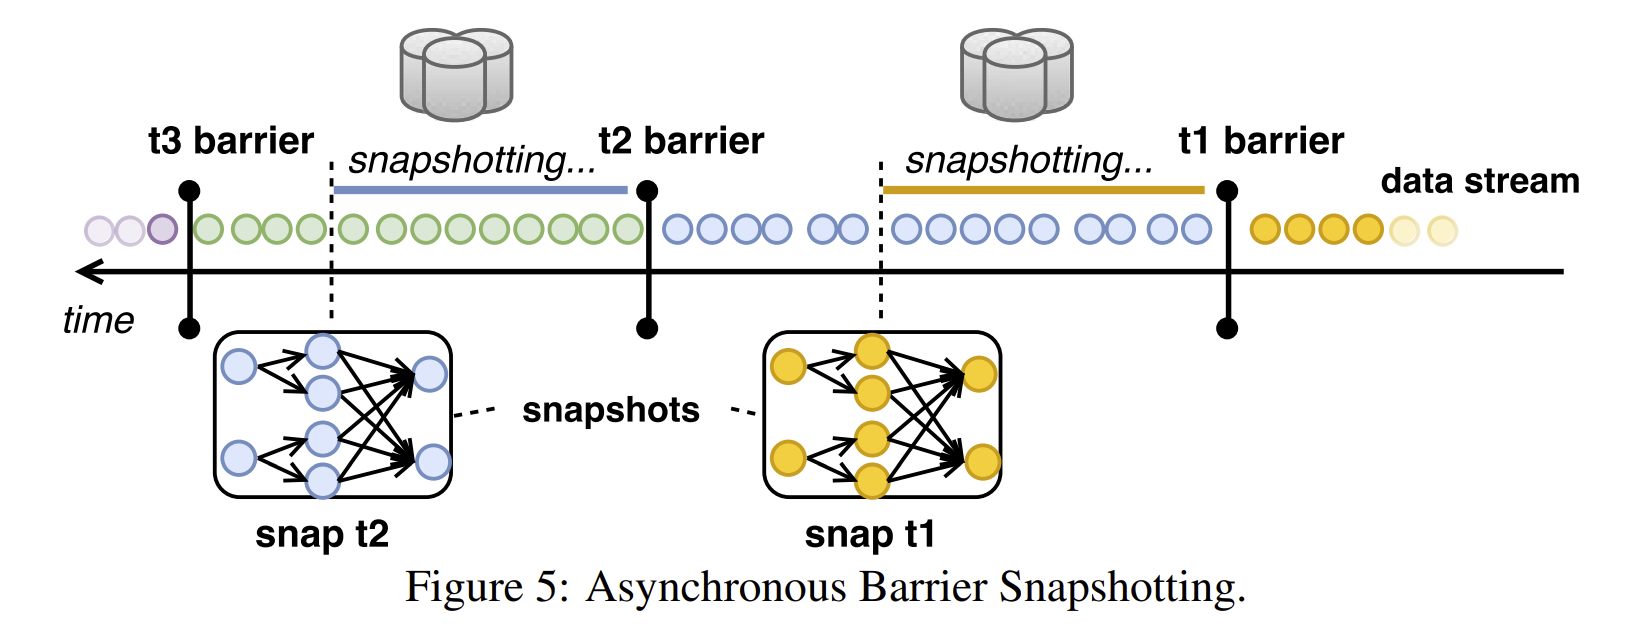 t3 barrier
snapshotting...
t2 barrier
snapshotting...
t1 barrier
data stream
time
snapshots
snap t2
snap t1
Figure 5: Asynchronous Barrier Snapshotting.